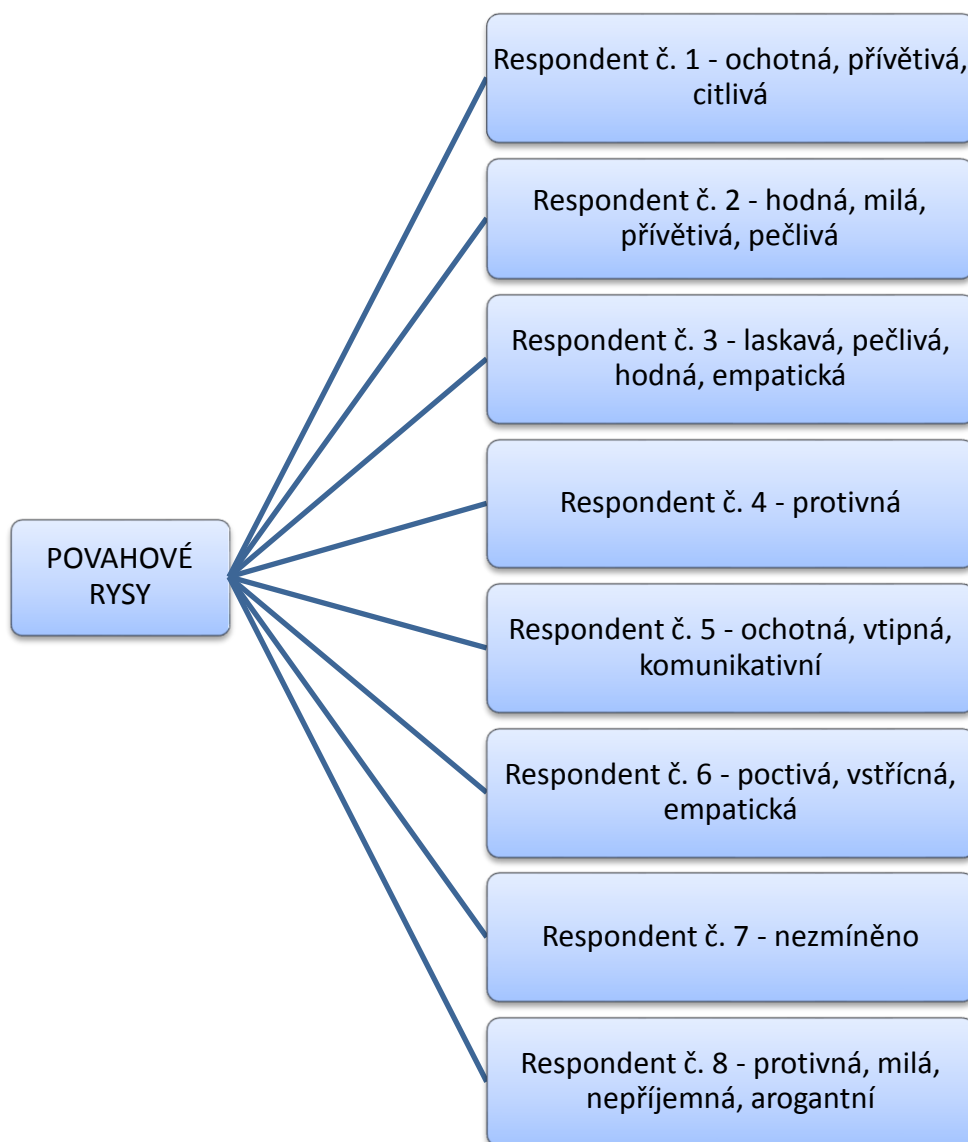 Respondent č. 1 - ochotná, přívětivá,
citlivá
Respondent č. 2 - hodná, milá,
přívětivá, pečlivá
Respondent č. 3 - laskavá, pečlivá,
hodná, empatická
Respondent č. 4 - protivná
POVAHOVÉ
RYSY
Respondent č. 5 - ochotná, vtipná,
komunikativní
Respondent č. 6 - poctivá, vstřícná,
empatická
Respondent č. 7 - nezmíněno
Respondent č. 8 - protivná, milá,
nepříjemná, arogantní